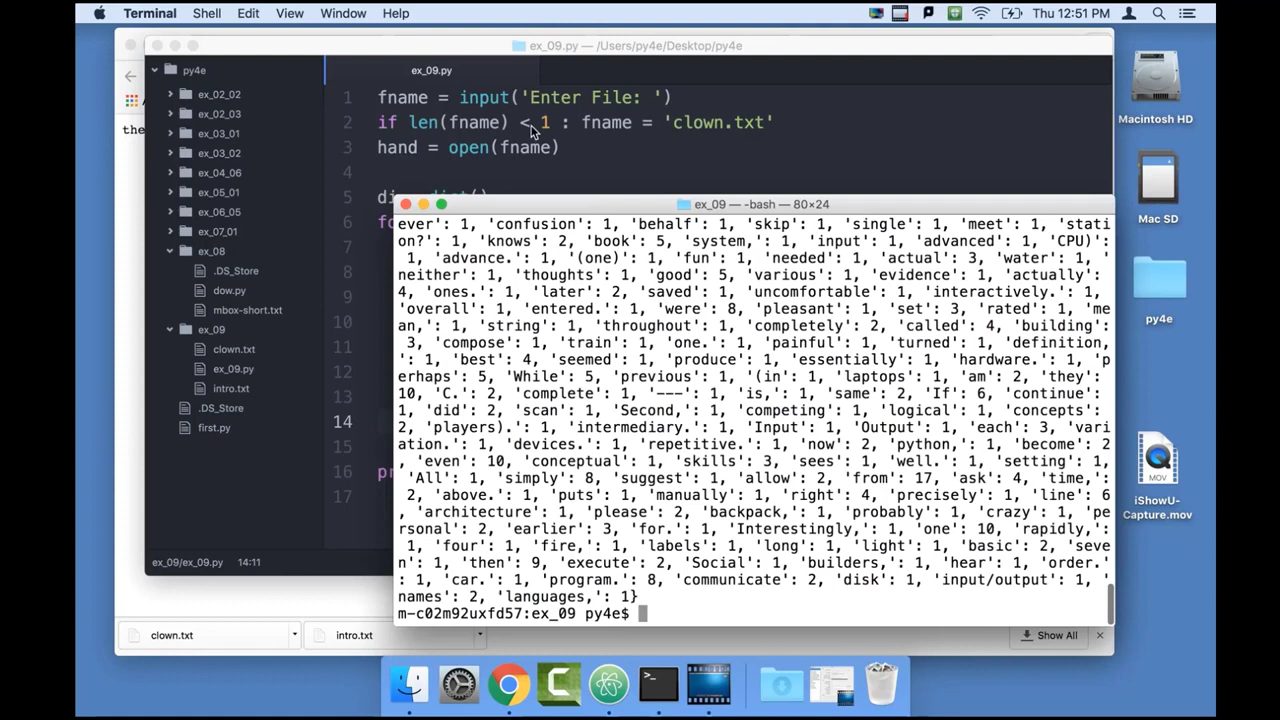 Terminal Shell Edit View Window Help Thu 12:51 PM
ex_09.py — /Users/py4e/Desktop/py4e
py4e
ex_02_02
ex_02_03
ex_03_01
ex_03_02
ex_04_06
ex_05_01
ex_06_05
ex_07_01
ex_08
.DS_Store
dow.py
mbox-short.txt
ex_09
clown.txt
ex_09.py
intro.txt
.DS_Store
first.py
the
ex_09.py
1 fname = input('Enter File: ')
2 if len(fname) < 1 : fname = 'clown.txt'
3 hand = open(fname)
4
5
6
7
8
9
10
11
12
13
14
15
16
17
ex_09/ex_09.py 14:11
ex_09 — -bash — 80×24
ever': 1, 'confusion': 1, 'behalf': 1, 'skip': 1, 'single': 1, 'meet': 1, 'stati
on?': 1, 'knows': 2, 'book': 5, 'system,': 1, 'input': 1, 'advanced': 1, 'CPU)':
1, 'advance.': 1, '(one)': 1, 'fun': 1, 'needed': 1, 'actual': 3, 'water': 1, '
neither': 1, 'thoughts': 1, 'good': 5, 'various': 1, 'evidence': 1, 'actually':
4, 'ones.': 1, 'later': 2, 'saved': 1, 'uncomfortable': 1, 'interactively.': 1,
'overall': 1, 'entered.': 1, 'were': 8, 'pleasant': 1, 'set': 3, 'rated': 1, 'me
an,': 1, 'string': 1, 'throughout': 1, 'completely': 2, 'called': 4, 'building':
3, 'compose': 1, 'train': 1, 'one.': 1, 'painful': 1, 'turned': 1, 'definition,
': 1, 'best': 4, 'seemed': 1, 'produce': 1, 'essentially': 1, 'hardware.': 1, 'p
erhaps': 5, 'While': 5, 'previous': 1, '(in': 1, 'laptops': 1, 'am': 2, 'they':
10, 'C.': 2, 'complete': 1, '---': 1, 'is,': 1, 'same': 2, 'If': 6, 'continue':
1, 'did': 2, 'scan': 1, 'Second,': 1, 'competing': 1, 'logical': 1, 'concepts':
2, 'players).': 1, 'intermediary.': 1, 'Input': 1, 'Output': 1, 'each': 3, 'vari
ation.': 1, 'devices.': 1, 'repetitive.': 1, 'now': 2, 'python,': 1, 'become': 2
, 'even': 10, 'conceptual': 1, 'skills': 3, 'sees': 1, 'well.': 1, 'setting': 1,
'All': 1, 'simply': 8, 'suggest': 1, 'allow': 2, 'from': 17, 'ask': 4, 'time,':
2, 'above.': 1, 'puts': 1, 'manually': 1, 'right': 4, 'precisely': 1, 'line': 6
, 'architecture': 1, 'please': 2, 'backpack,': 1, 'probably': 1, 'crazy': 1, 'pe
rsonal': 2, 'earlier': 3, 'for.': 1, 'Interestingly,': 1, 'one': 10, 'rapidly,':
1, 'four': 1, 'fire,': 1, 'labels': 1, 'long': 1, 'light': 1, 'basic': 2, 'seve
n': 1, 'then': 9, 'execute': 2, 'Social': 1, 'builders,': 1, 'hear': 1, 'order.'
: 1, 'car.': 1, 'program.': 8, 'communicate': 2, 'disk': 1, 'input/output': 1, '
names': 2, 'languages,': 1}
m-c02m92uxfd57:ex_09 py4e$
clown.txt intro.txt Show All
Macintosh HD
Mac SD
py4e
MOV
iShowU-
Capture.mov